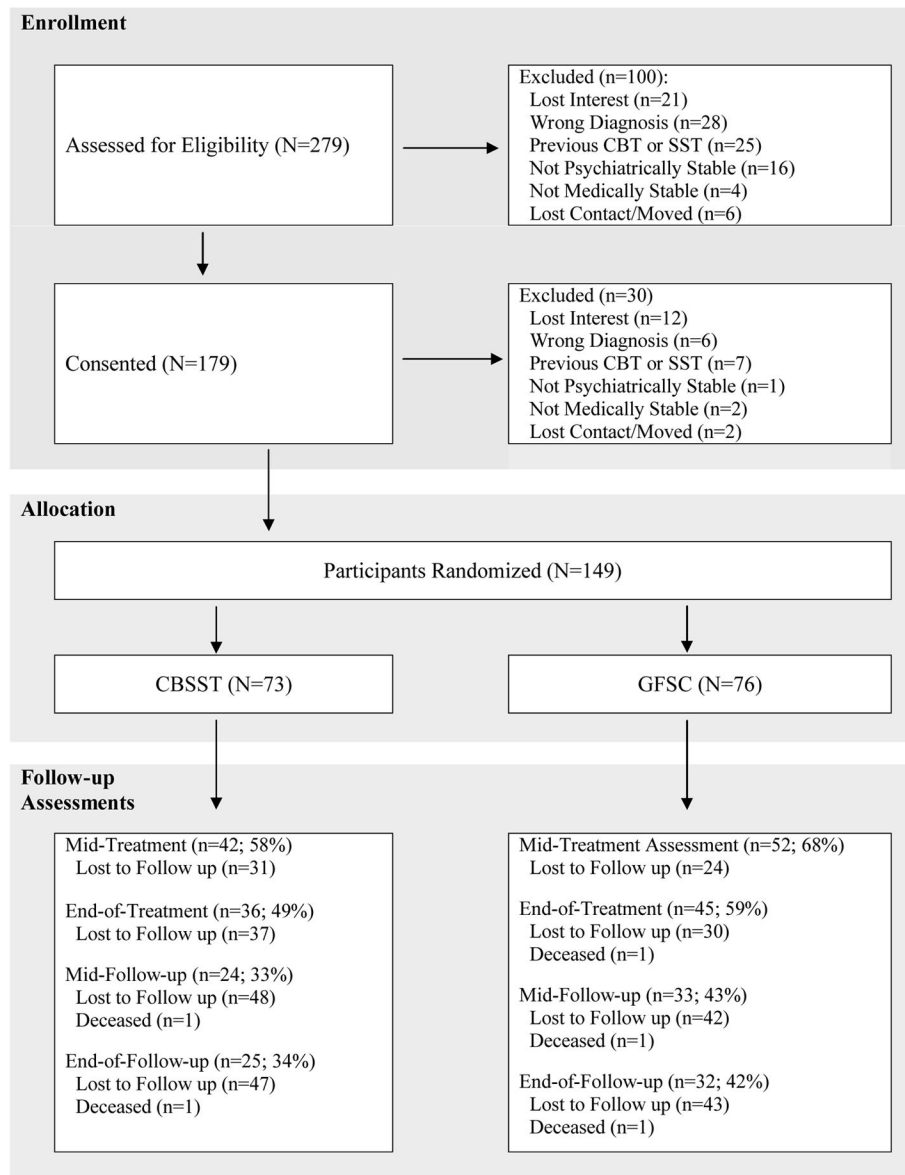 Enrollment
Assessed for Eligibility (N=279)
Excluded (n=100):
Lost Interest (n=21)
Wrong Diagnosis (n=28)
Previous CBT or SST (n=25)
Not Psychiatrically Stable (n=16)
Not Medically Stable (n=4)
Lost Contact/Moved (n=6)
Consented (N=179)
Excluded (n=30)
Lost Interest (n=12)
Wrong Diagnosis (n=6)
Previous CBT or SST (n=7)
Not Psychiatrically Stable (n=1)
Not Medically Stable (n=2)
Lost Contact/Moved (n=2)
Allocation
Participants Randomized (N=149)
CBSST (N=73)
GFSC (N=76)
Follow-up
Assessments
Mid-Treatment (n=42; 58%)
Lost to Follow up (n=31)
End-of-Treatment (n=36; 49%)
Lost to Follow up (n=37)
Mid-Follow-up (n=24; 33%)
Lost to Follow up (n=48)
Deceased (n=1)
End-of-Follow-up (n=25; 34%)
Lost to Follow up (n=47)
Deceased (n=1)
Mid-Treatment Assessment (n=52; 68%)
Lost to Follow up (n=24)
End-of-Treatment (n=45; 59%)
Lost to Follow up (n=30)
Deceased (n=1)
Mid-Follow-up (n=33; 43%)
Lost to Follow up (n=42)
Deceased (n=1)
End-of-Follow-up (n=32; 42%)
Lost to Follow up (n=43)
Deceased (n=1)